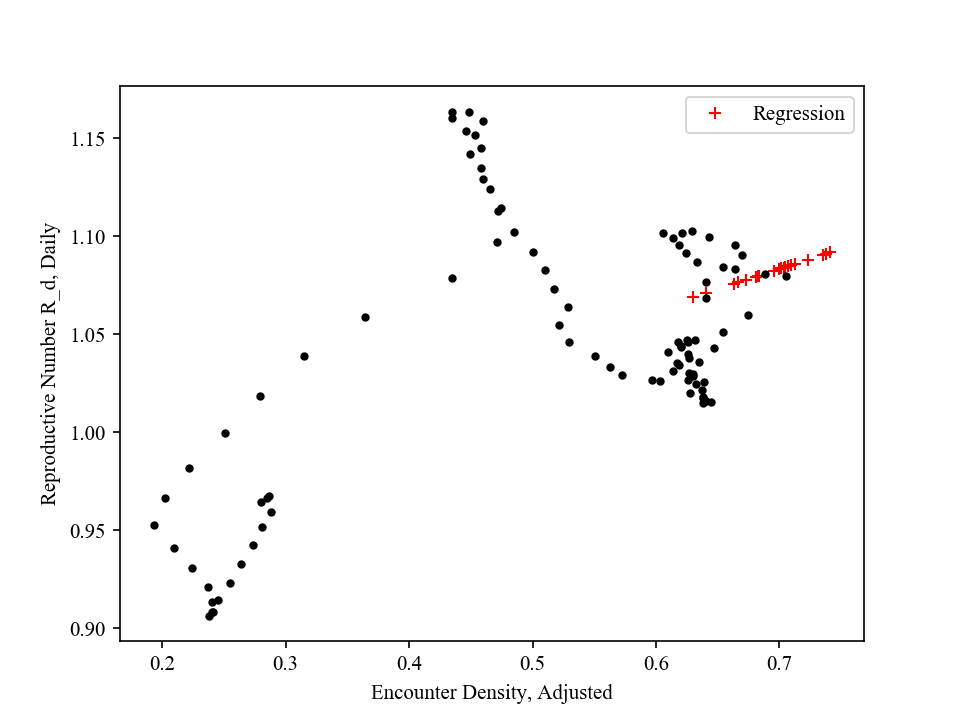 Regression
1.15
1.10
1.05
1.00
0.95
0.90
Reproductive Number R_d, Daily
0.2 0.3 0.4 0.5 0.6 0.7
Encounter Density, Adjusted